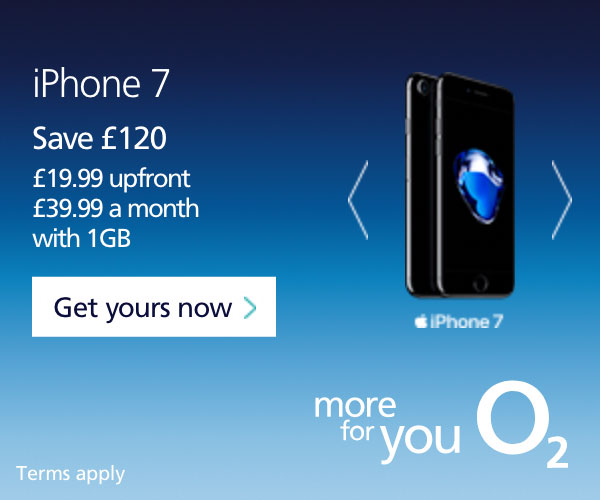 iPhone 7
Save £120
£19.99 upfront
£39.99 a month
with 1GB
Get yours now
iPhone 7
more
for you
O2
Terms apply